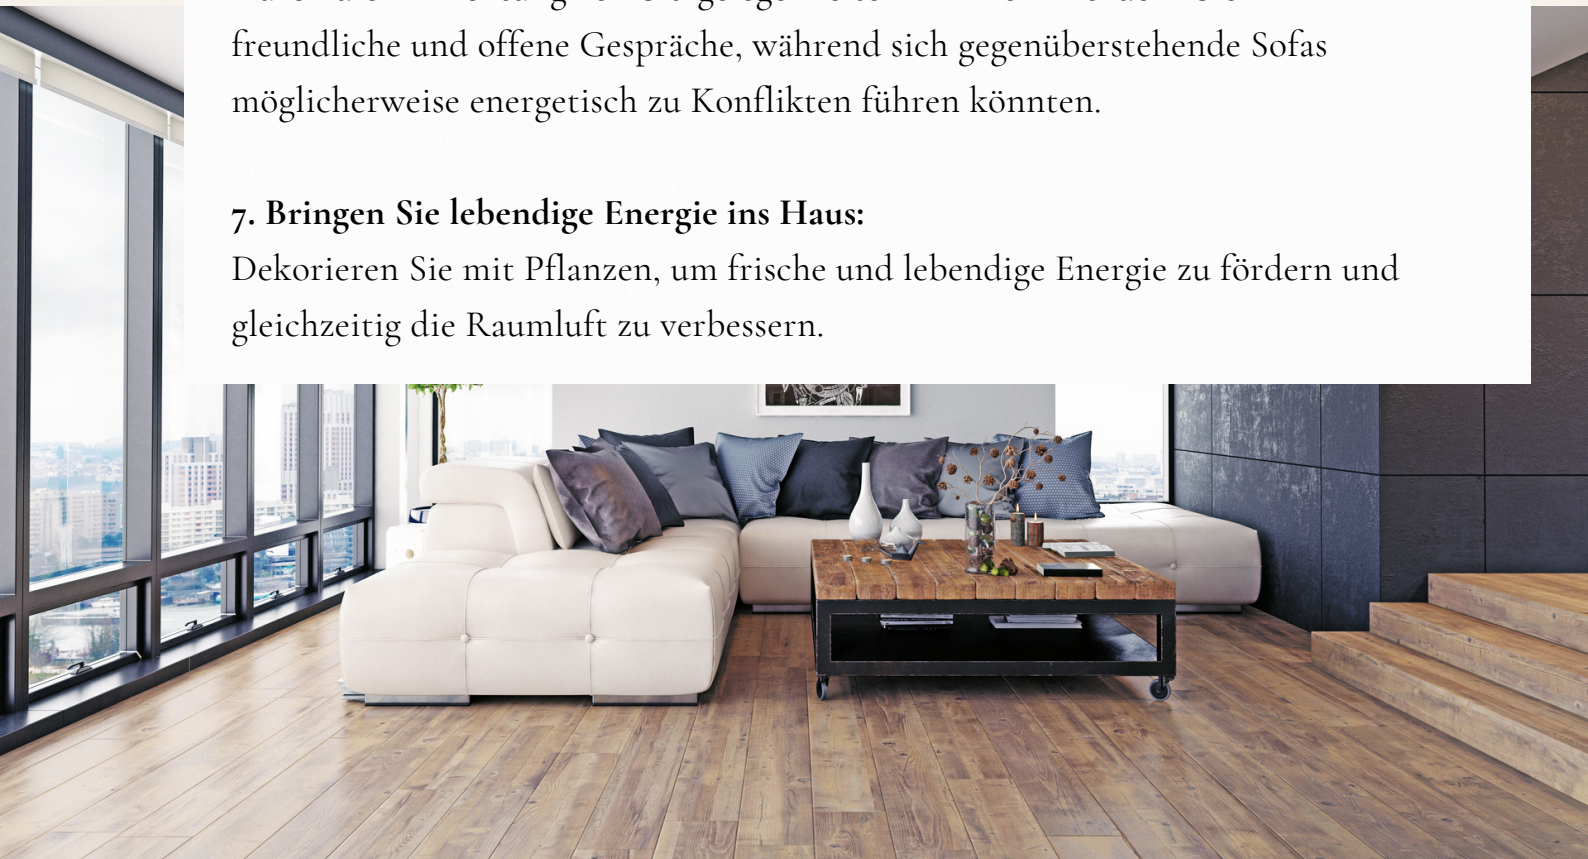 freundliche und offene Gespräche, während sich gegenüberstehende Sofas
möglicherweise energetisch zu Konflikten führen könnten.
7. Bringen Sie lebendige Energie ins Haus:
Dekorieren Sie mit Pflanzen, um frische und lebendige Energie zu fördern und
gleichzeitig die Raumluft zu verbessern.